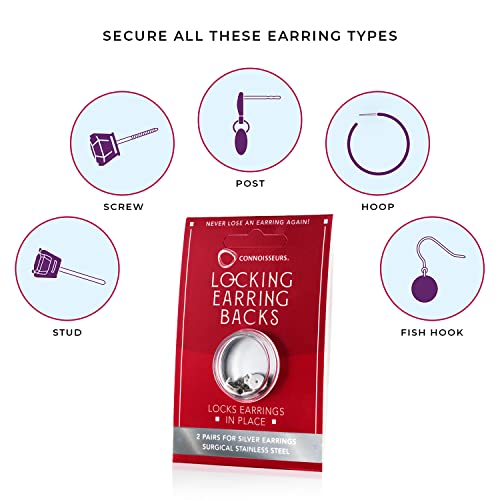 SECURE ALL THESE EARRING TYPES
SCREW
POST
HOOP
STUD
FISH HOOK
NEVER LOSE AN EARRING AGAIN!
CONNOISSEURS.
LOCKING
EARRING
BACKS
LOCKS EARRINGS
IN PLACE
2 PAIRS FOR SILVER EARRINGS
SURGICAL STAINLESS STEEL